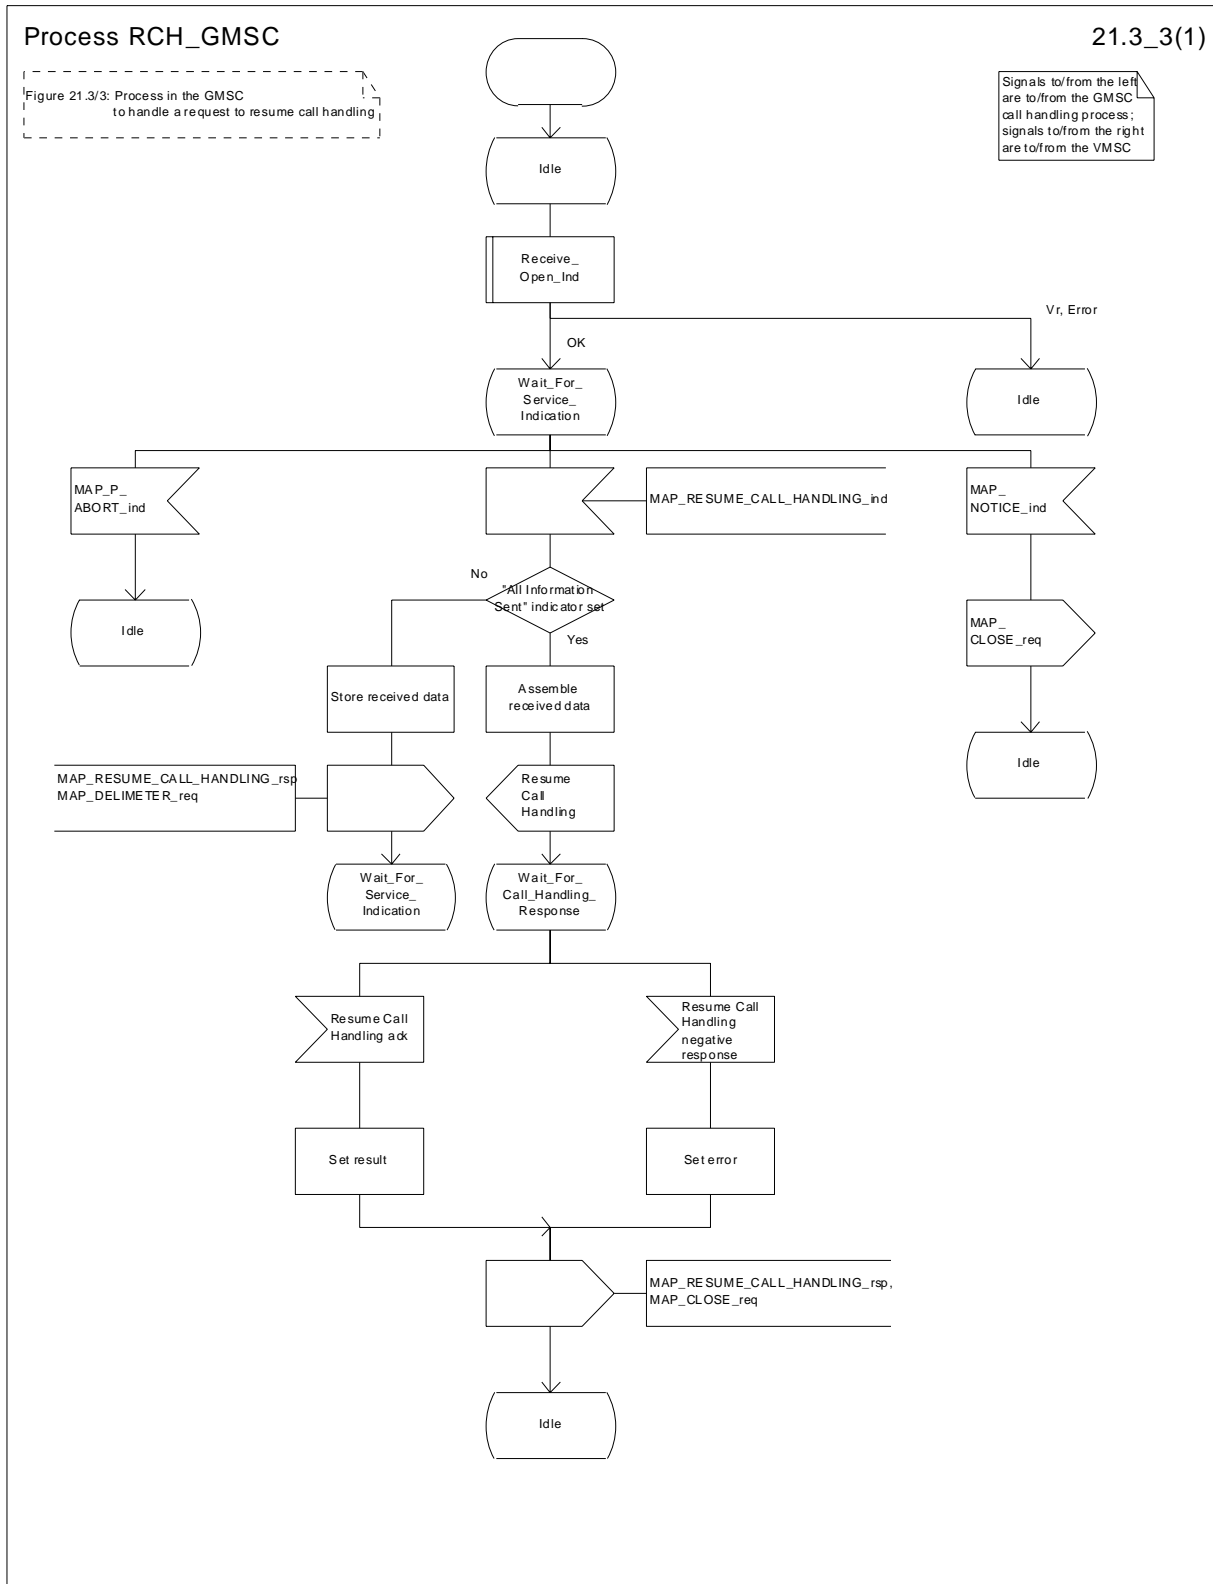 Process RCH_GMSC
21.3_3(1)
Figure 21.3/3: Process in the GMSC
to handle a request to resume call handling
Signals to/from the left
are to/from the GMSC
call handling process;
signals to/from the right
are to/from the VMSC
Idle
Receive_
Open_Ind
Vr, Error
OK
Wait_For_
Service_
Indication
Idle
MAP_P_
ABORT_ind
MAP_RESUME_CALL_HANDLING_ind
MAP_
NOTICE_ind
No
"All Information
Sent" indicator set
Yes
Idle
MAP_
CLOSE_req
Store received data
Assemble
received data
Idle
MAP_RESUME_CALL_HANDLING_rsp
MAP_DELIMETER_req
Resume
Call
Handling
Wait_For_
Service_
Indication
Wait_For_
Call_Handling_
Response
Resume Call
Handling ack
Resume Call
Handling
negative
response
Set result
Set error
MAP_RESUME_CALL_HANDLING_rsp,
MAP_CLOSE_req
Idle